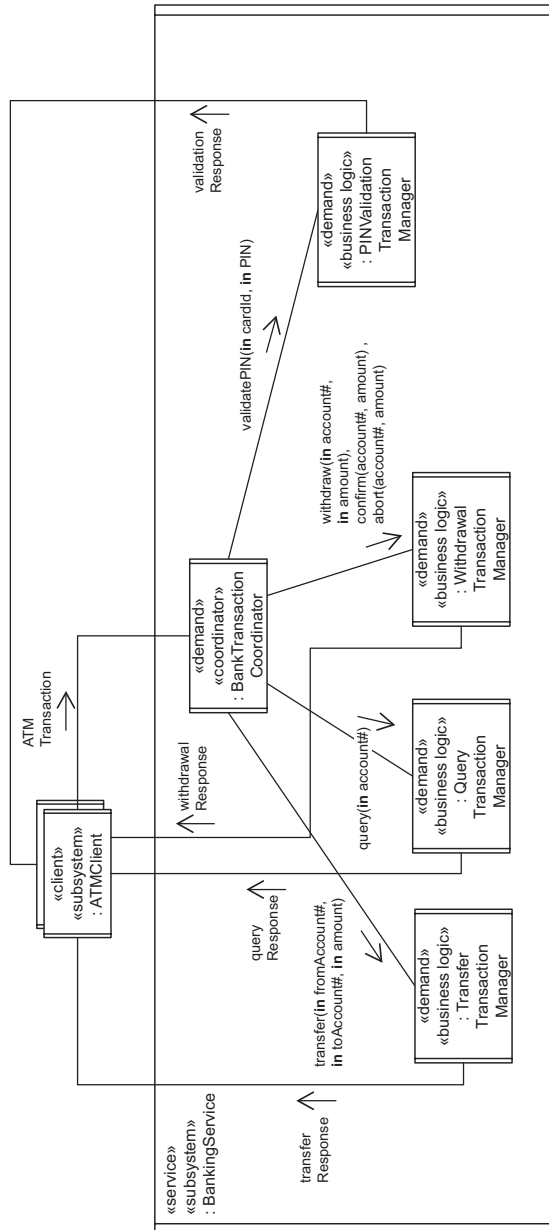 «service»
«subsystem»
: BankingService
«client»
«subsystem»
: ATMClient
ATM
Transaction
validation
Response
transfer
Response
query
Response
withdrawal
Response
«demand»
«coordinator»
: BankTransaction
Coordinator
validatePIN(in cardId, in PIN)
transfer(in fromAccount#,
in toAccount#, in amount)
query(in account#)
withdraw(in account#,
in amount),
confirm(account#, amount) ,
abort(account#, amount)
«demand»
«business logic»
: Transfer
Transaction
Manager
«demand»
«business logic»
: Query
Transaction
Manager
«demand»
«business logic»
: Withdrawal
Transaction
Manager
«demand»
«business logic»
: PINValidation
Transaction
Manager